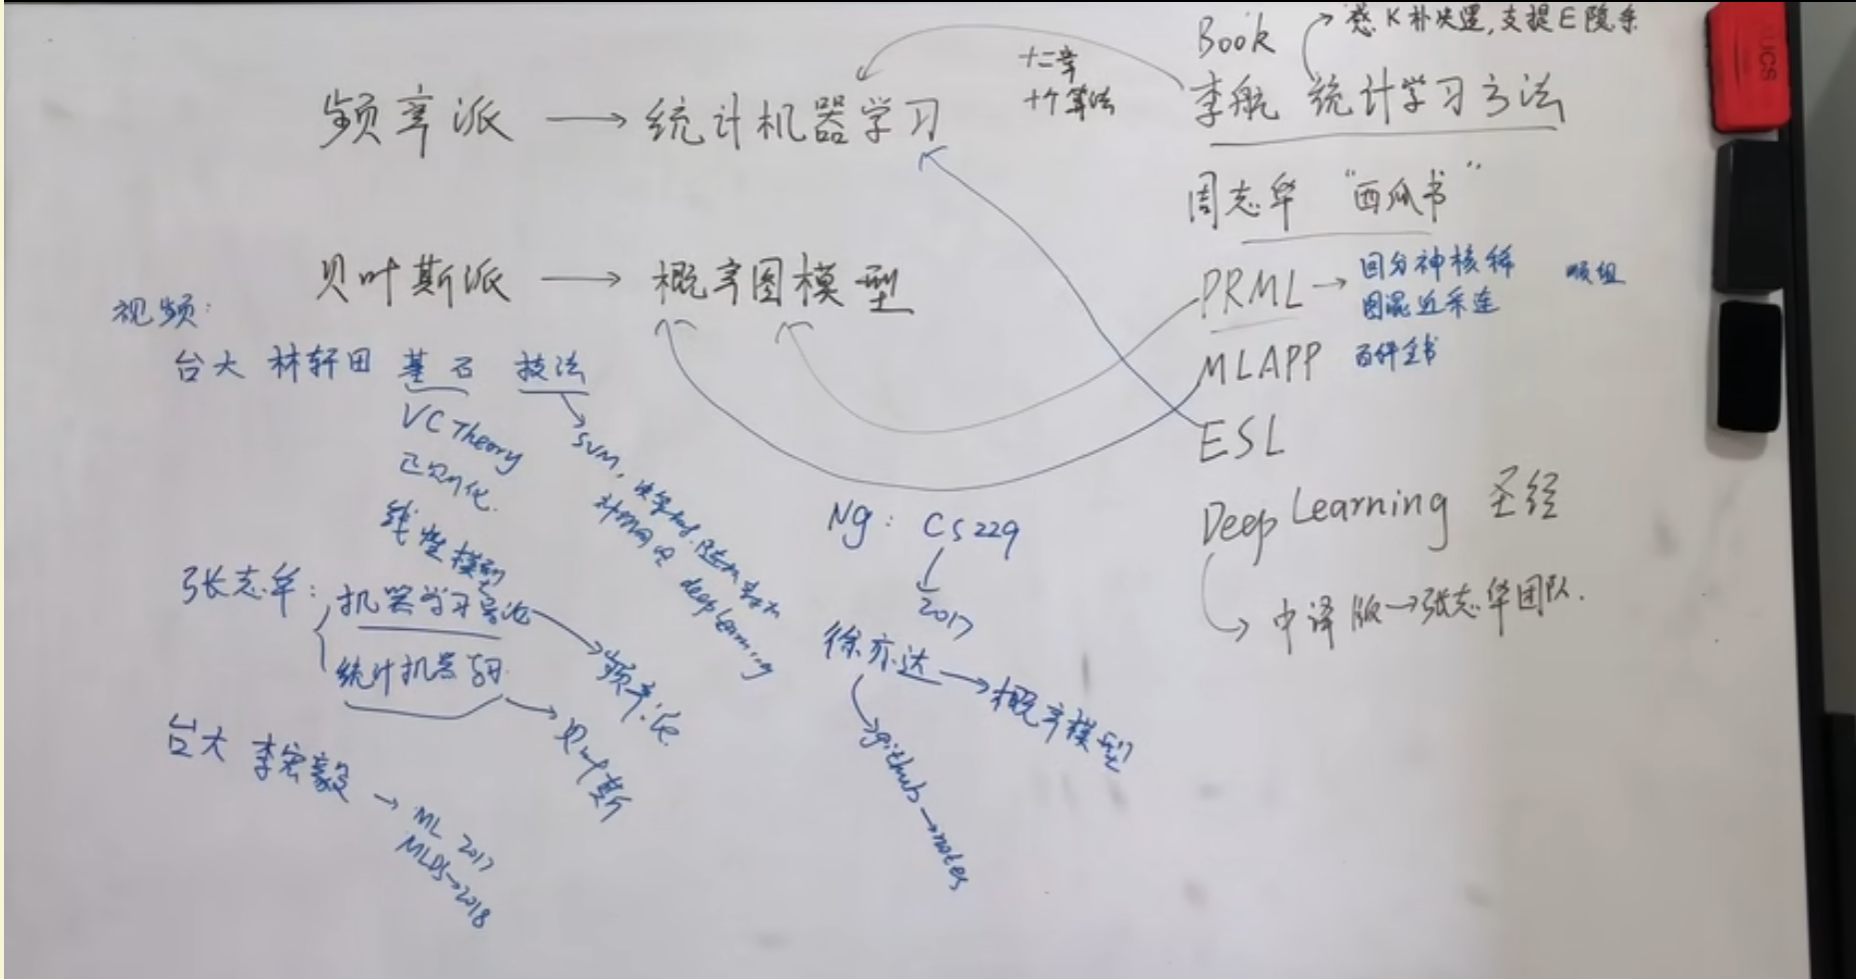 Book
感K朴决逻,支提E隐条
十二章
十个算法
李航 统计学习方法
频率派 → 统计机器学习
周志华 "西瓜书"
贝叶斯派 → 概率图模型
PRML → 回分神核稀
图混近采连
顺组
MLAPP 百科全书
ESL
Deep Learning 圣经
中译版→张志华团队.
视频:
台大 林轩田 基石 技法
VC Theory
正则化
线性模型
SVM, 决策树,
神经网络 deep learning
张志华: 机器学习导论
频率派
统计机器学习
贝叶斯
台大 李宏毅 → ML 2017
MLDS→2018
Ng: CS229
2017
徐亦达 → 概率模型
github→notes
UCS